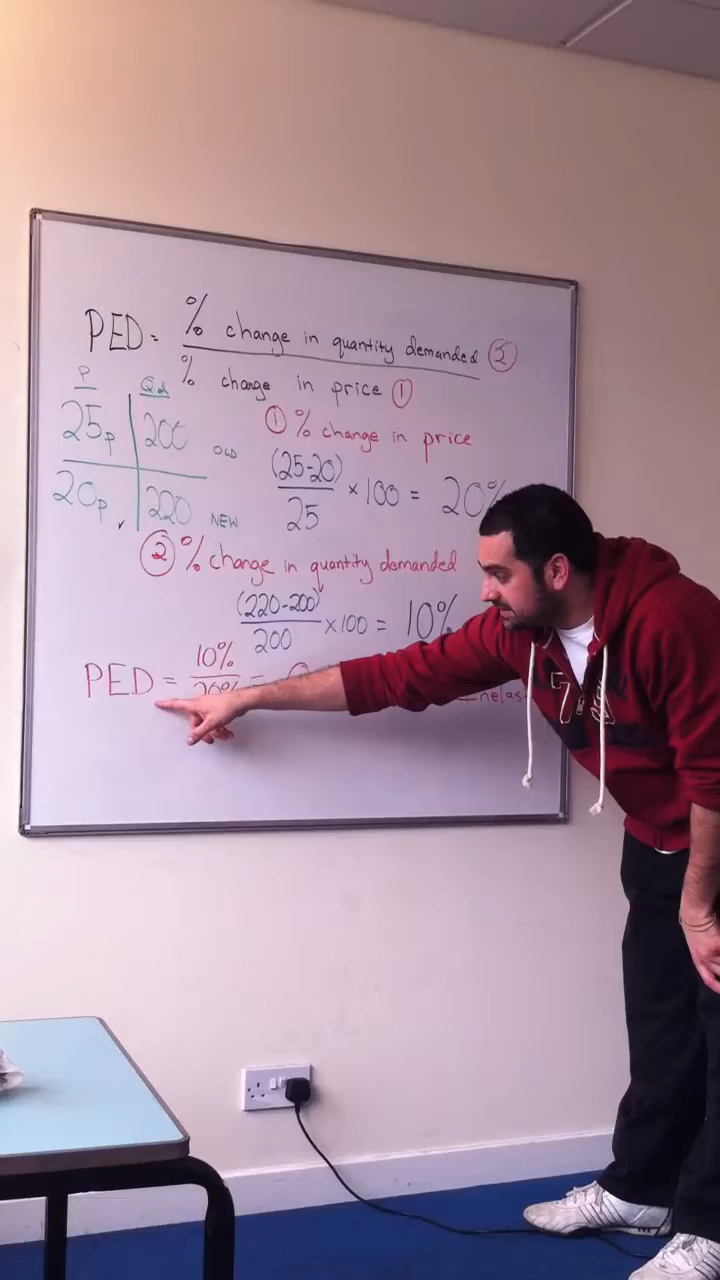 PED = % change in quantity demanded ②
% change in price ①
P Qd
25p 200 OLD
20p 220 NEW
① % change in price
(25-20)
25
×100 = 20%
② % change in quantity demanded
(220-200)
200
×100 = 10%
PED = 10%
20%
=
7